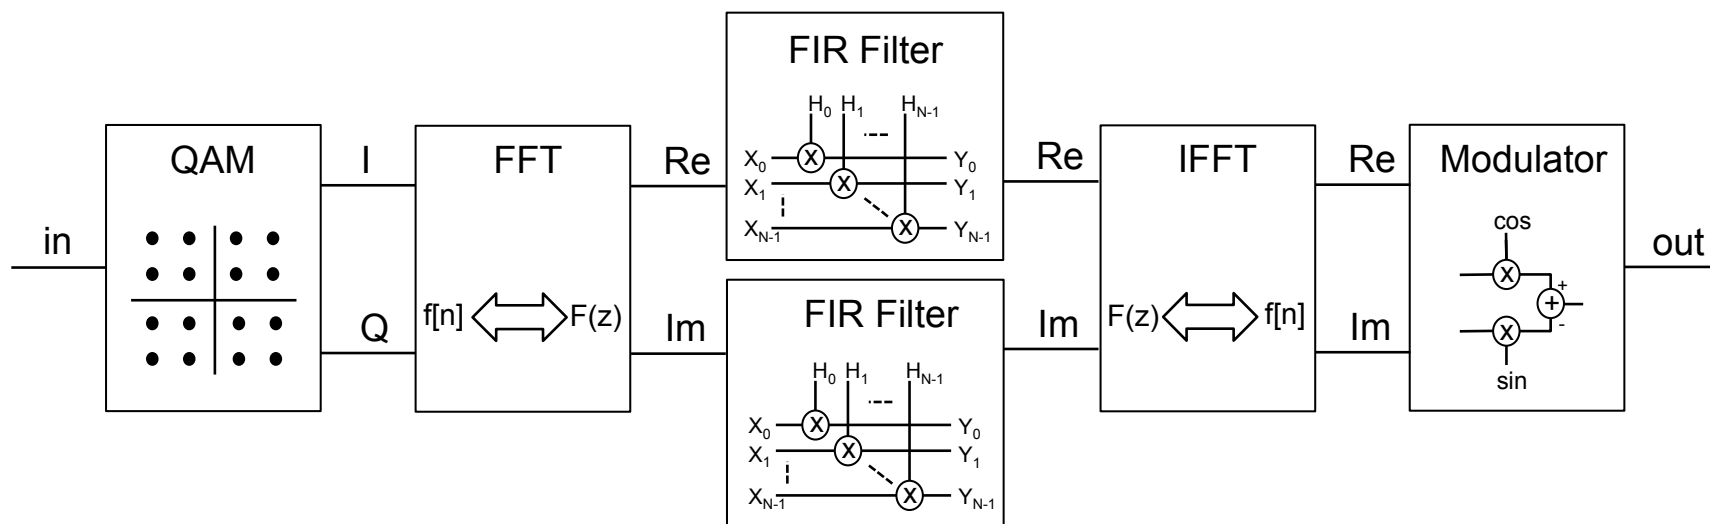 in
QAM
I
Q
FFT
f[n]
F(z)
Re
Im
FIR Filter
H0 H1 HN-1
X0 X Y0
X1 X Y1
XN-1 X YN-1
FIR Filter
H0 H1 HN-1
X0 X Y0
X1 X Y1
XN-1 X YN-1
Re
Im
IFFT
F(z)
f[n]
Re
Im
Modulator
cos
X
+
+
-
X
sin
out